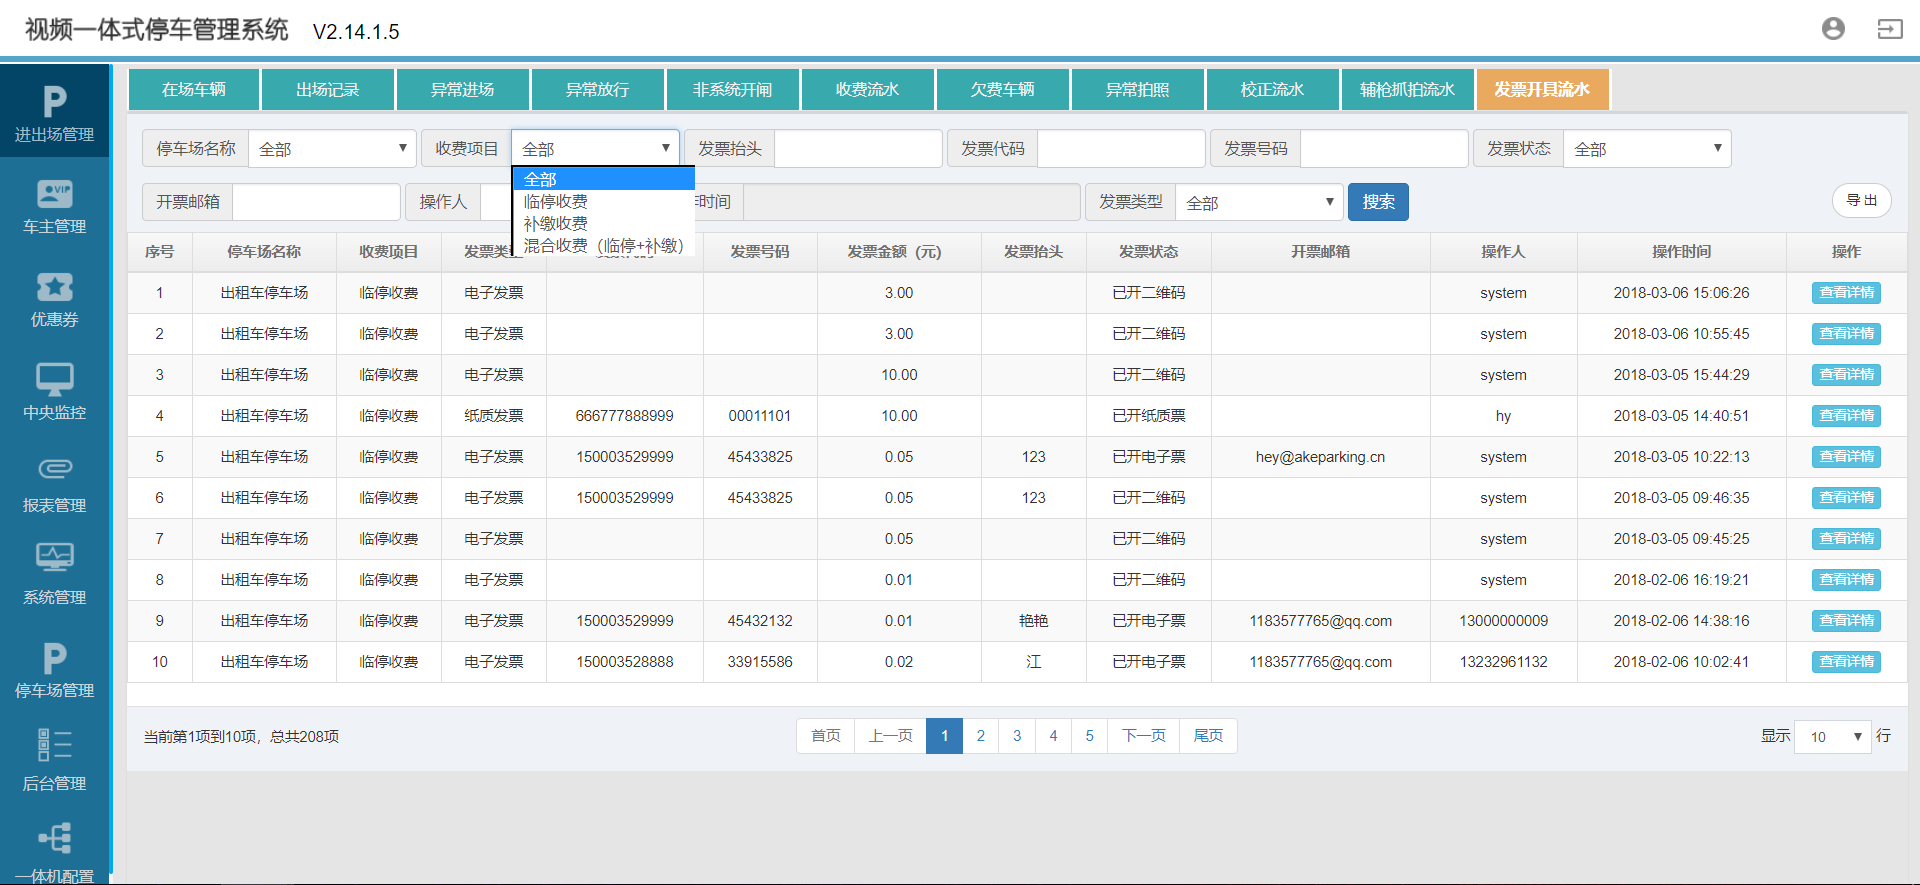 视频一体式停车管理系统 V2.14.1.5
进出场管理
车主管理
优惠券
中央监控
报表管理
系统管理
停车场管理
后台管理
一体机配置
在场车辆 出场记录 异常进场 异常放行 非系统开闸 收费流水 欠费车辆 异常拍照 校正流水 辅枪抓拍流水 发票开具流水
停车场名称 全部 收费项目 全部 发票抬头 发票代码 发票号码 发票状态 全部
全部
临停收费
补缴收费
混合收费（临停+补缴）
开票邮箱 操作人 作时间 发票类型 全部 搜索 导出
序号 停车场名称 收费项目 发票类型 发票号码 发票金额（元） 发票抬头 发票状态 开票邮箱 操作人 操作时间 操作
1 出租车停车场 临停收费 电子发票 3.00 已开二维码 system 2018-03-06 15:06:26 查看详情
2 出租车停车场 临停收费 电子发票 3.00 已开二维码 system 2018-03-06 10:55:45 查看详情
3 出租车停车场 临停收费 电子发票 10.00 已开二维码 system 2018-03-05 15:44:29 查看详情
4 出租车停车场 临停收费 纸质发票 666777888999 00011101 10.00 已开纸质票 hy 2018-03-05 14:40:51 查看详情
5 出租车停车场 临停收费 电子发票 150003529999 45433825 0.05 123 已开电子票 hey@akeparking.cn system 2018-03-05 10:22:13 查看详情
6 出租车停车场 临停收费 电子发票 150003529999 45433825 0.05 123 已开二维码 system 2018-03-05 09:46:35 查看详情
7 出租车停车场 临停收费 电子发票 0.05 已开二维码 system 2018-03-05 09:45:25 查看详情
8 出租车停车场 临停收费 电子发票 0.01 已开二维码 system 2018-02-06 16:19:21 查看详情
9 出租车停车场 临停收费 电子发票 150003529999 45432132 0.01 艳艳 已开电子票 1183577765@qq.com 13000000009 2018-02-06 14:38:16 查看详情
10 出租车停车场 临停收费 电子发票 150003528888 33915586 0.02 江 已开电子票 1183577765@qq.com 13232961132 2018-02-06 10:02:41 查看详情
当前第1项到10项，总共208项 首页 上一页 1 2 3 4 5 下一页 尾页 显示 10 行